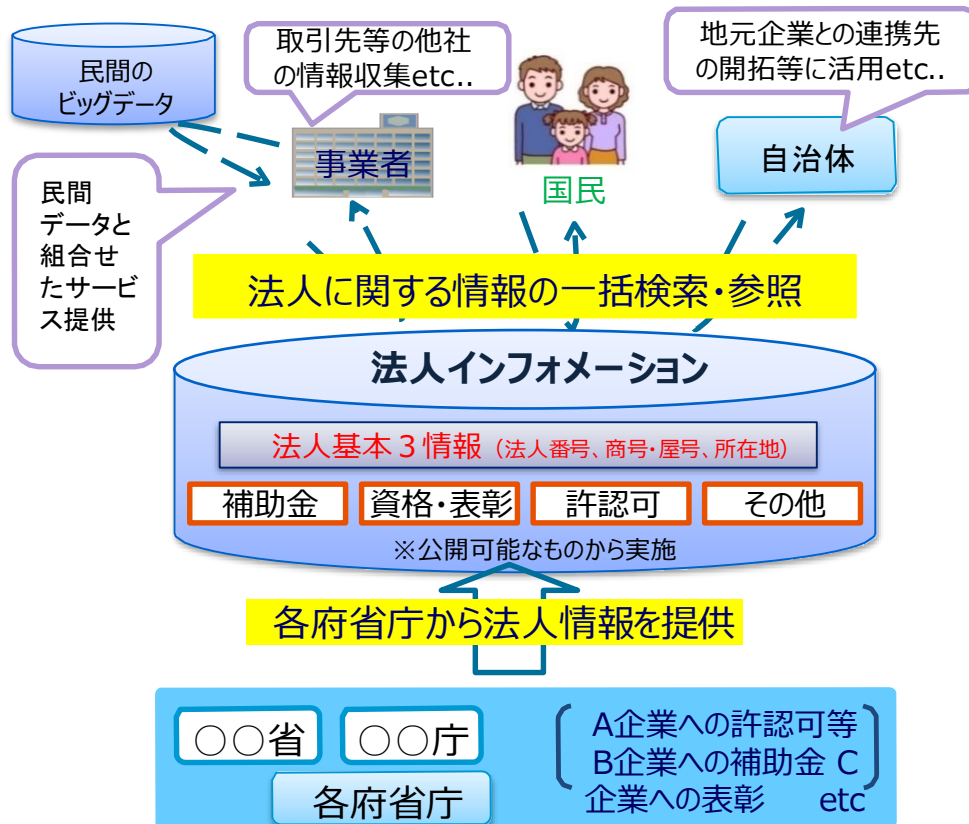 民間の
ビッグデータ
取引先等の他社
の情報収集etc..
地元企業との連携先
の開拓等に活用etc..
事業者
国民
自治体
民間
データと
組合せ
たサービ
ス提供
法人に関する情報の一括検索・参照
法人インフォメーション
法人基本３情報（法人番号、商号・屋号、所在地）
補助金
資格・表彰
許認可
その他
※公開可能なものから実施
各府省庁から法人情報を提供
○○省
○○庁
各府省庁
A企業への許認可等
B企業への補助金 C
企業への表彰 etc